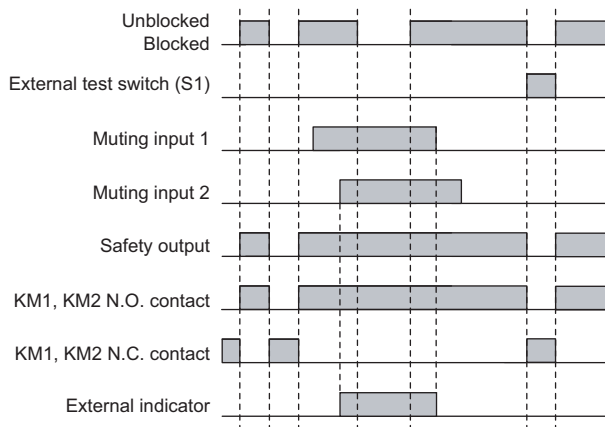 Unblocked
Blocked
External test switch (S1)
Muting input 1
Muting input 2
Safety output
KM1, KM2 N.O. contact
KM1, KM2 N.C. contact
External indicator